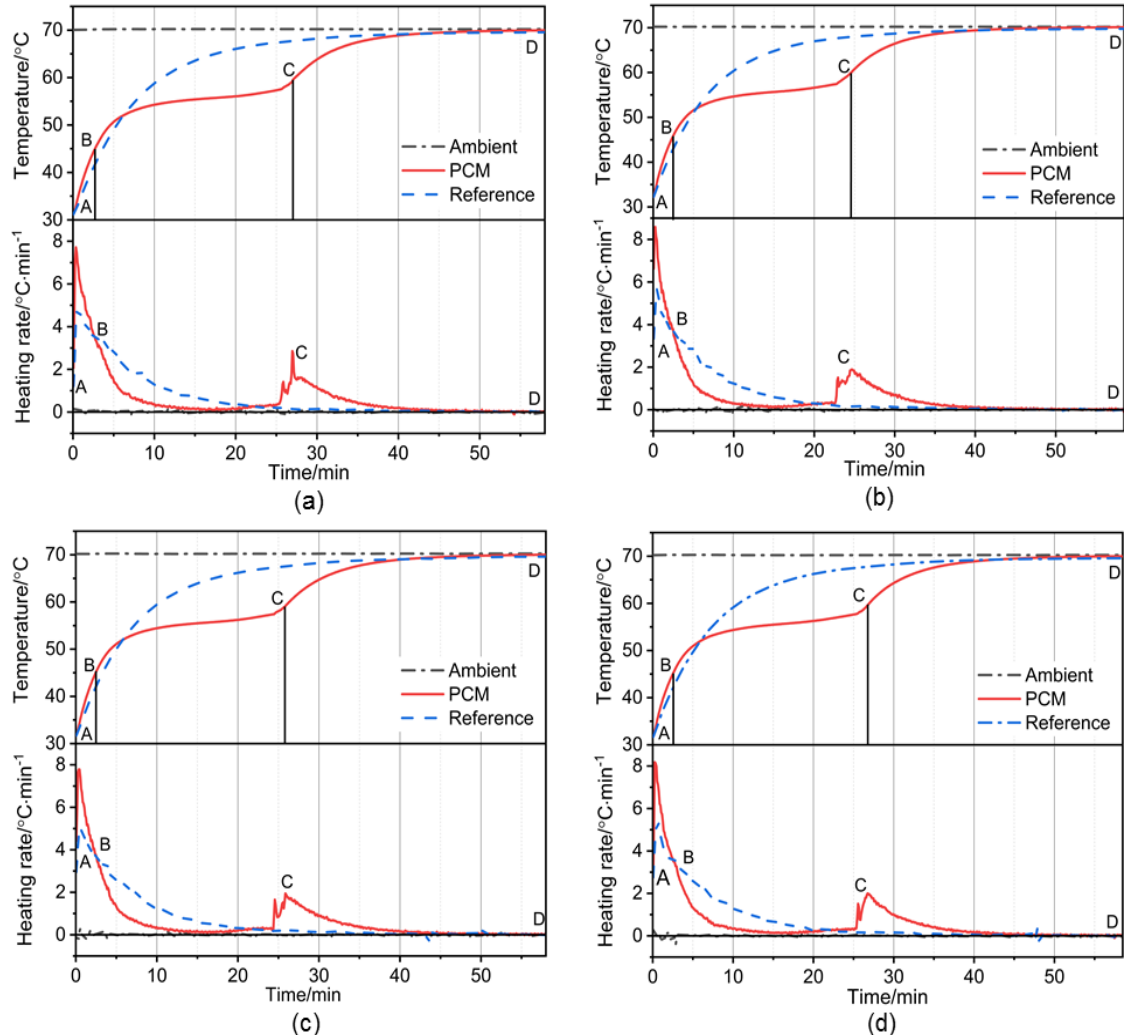 Temperature/°C
70
60
50
40
30
B
A
C
D
Ambient
PCM
Reference
Heating rate/°C·min⁻¹
8
6
4
2
0
A
B
C
D
0 10 20 30 40 50
Time/min
(a)
Temperature/°C
70
60
50
40
30
B
A
C
D
Ambient
PCM
Reference
Heating rate/°C·min⁻¹
8
6
4
2
0
A
B
C
D
0 10 20 30 40 50
Time/min
(b)
Temperature/°C
70
60
50
40
30
B
A
C
D
Ambient
PCM
Reference
Heating rate/°C·min⁻¹
8
6
4
2
0
A
B
C
D
0 10 20 30 40 50
Time/min
(c)
Temperature/°C
70
60
50
40
30
B
A
C
D
Ambient
PCM
Reference
Heating rate/°C·min⁻¹
8
6
4
2
0
A
B
C
D
0 10 20 30 40 50
Time/min
(d)